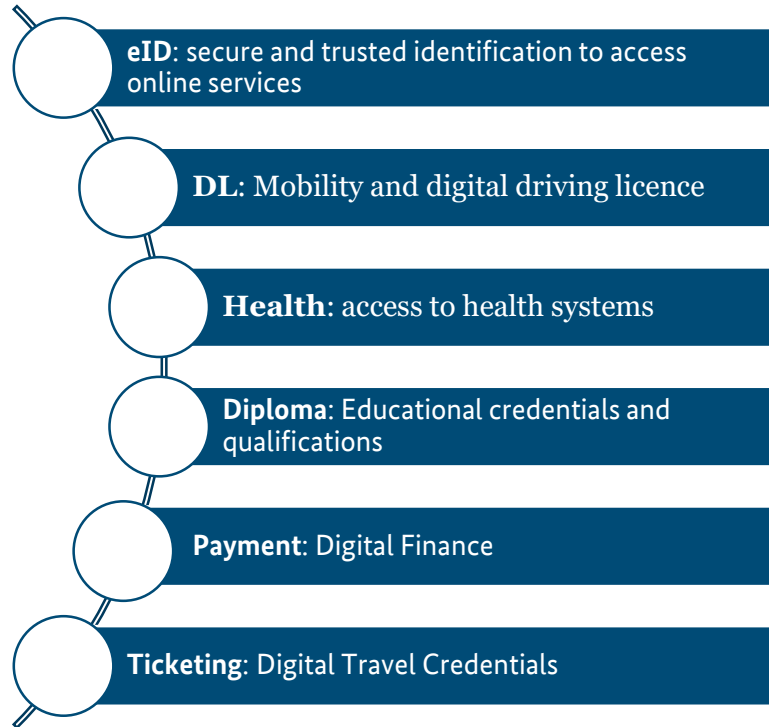 eID: secure and trusted identification to access
online services
DL: Mobility and digital driving licence
Health: access to health systems
Diploma: Educational credentials and
qualifications
Payment: Digital Finance
Ticketing: Digital Travel Credentials